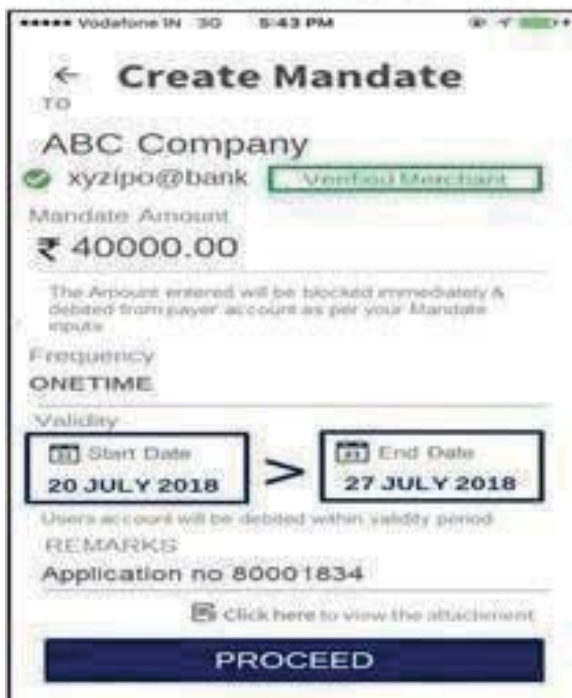 Vodafone IN 3G 5:43 PM
← Create Mandate
TO
ABC Company
xyzipo@bank Verified Merchant
Mandate Amount
₹ 40000.00
The Amount entered will be blocked immediately &
debited from payer account as per your Mandate
inputs
Frequency
ONETIME
Validity
31 Start Date > 31 End Date
20 JULY 2018 27 JULY 2018
Users account will be debited within validity period
REMARKS
Application no 80001834
Click here to view the attachment
PROCEED